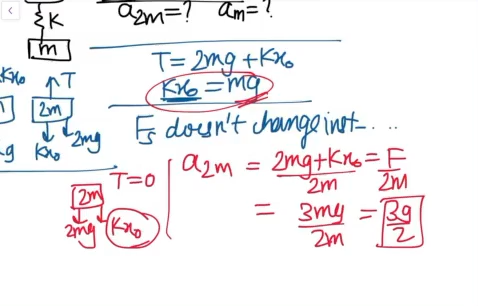 a2m=? am=?
K
m
T= 2mg+Kx₀
Kx₀ = mg
Kx₀ T
2m
g Kx₀ 2mg
Fs doesn't change inst-...
T=0
2m
2mg Kx₀
a2m = 2mg+Kx₀/2m = F/2m
= 3mg/2m = 3g/2